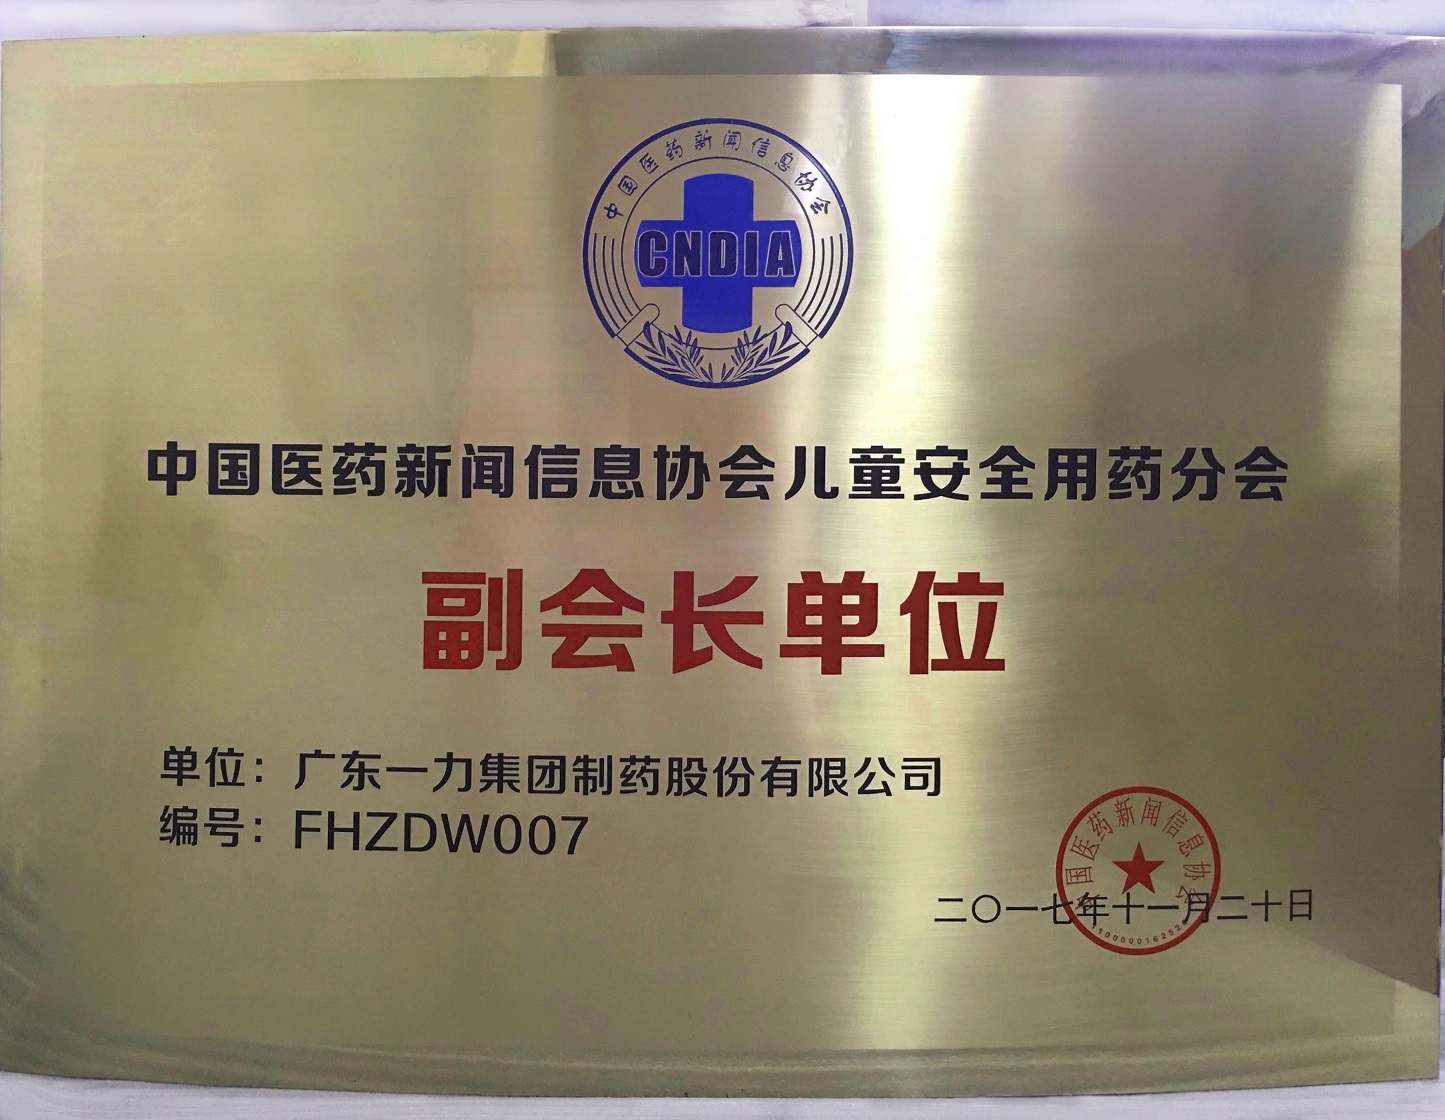 中国医药新闻信息协会
CNDIA
中国医药新闻信息协会儿童安全用药分会
副会长单位
单位：广东一力集团制药股份有限公司
编号：FHZDW007
国医药新闻信息协会
二〇一七年十一月二十日